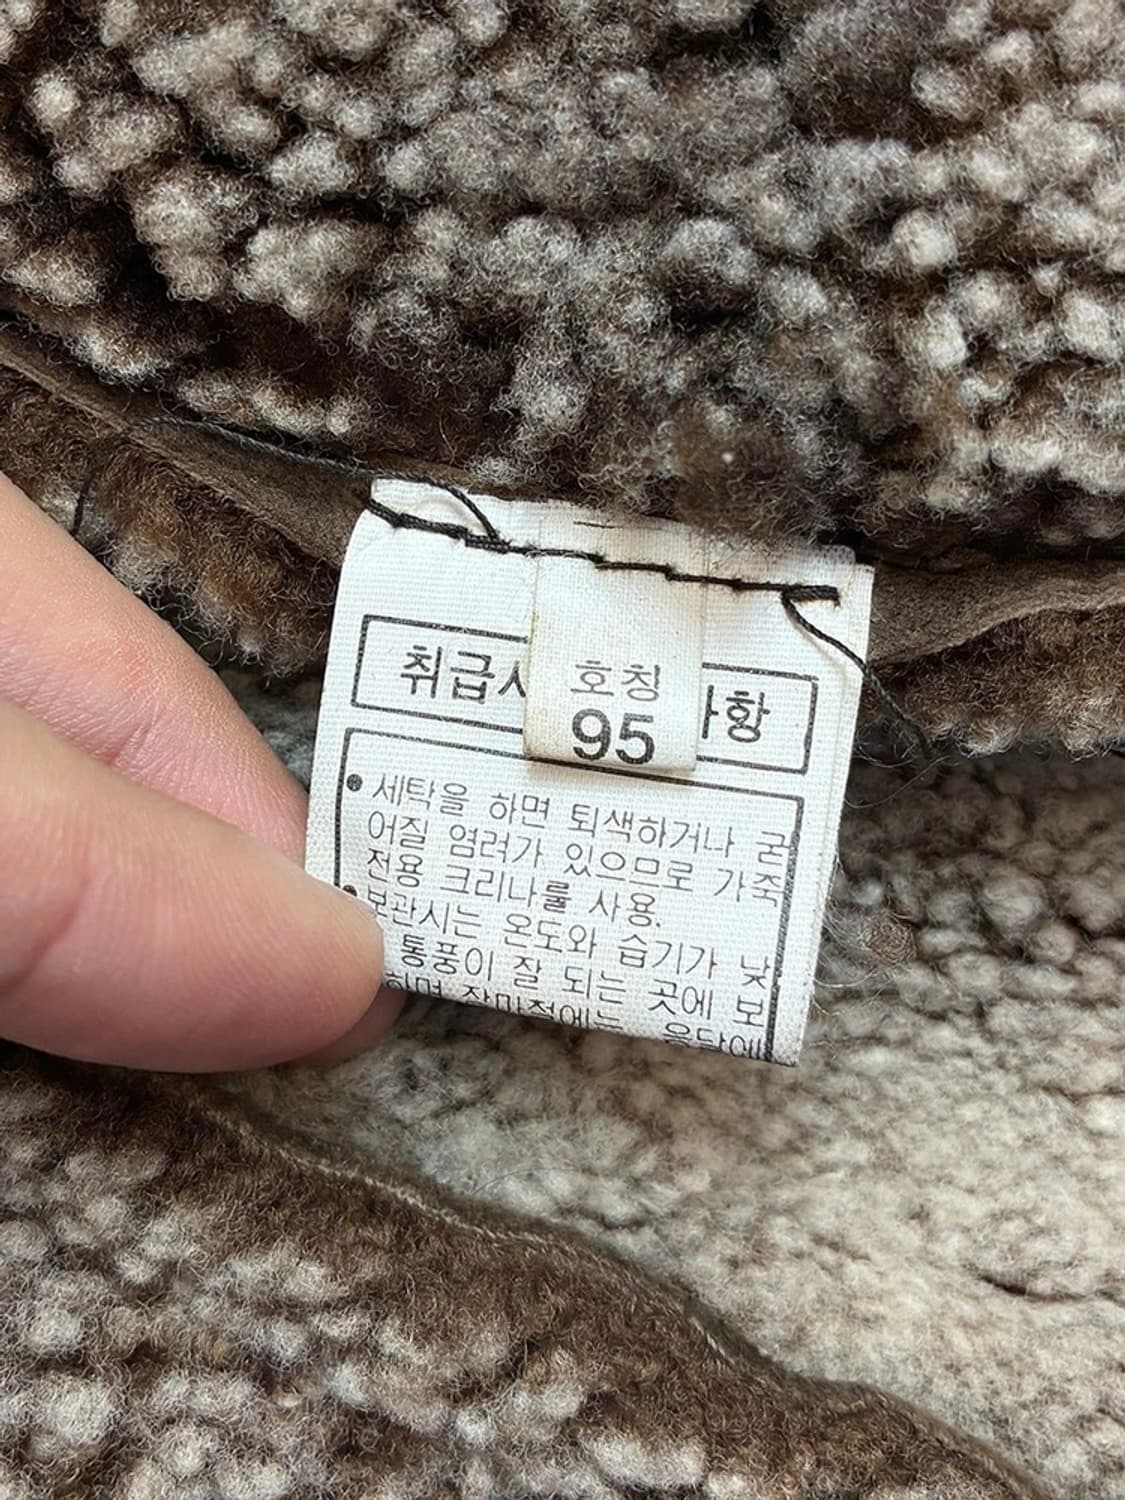 호칭
95
취급 항
세탁을 하면 퇴색하거나 굳
어질 염려가 있으므로 가죽
전용 크리나를 사용.
보관시는 온도와 습기가 낮
통풍이 잘 되는 곳에 보